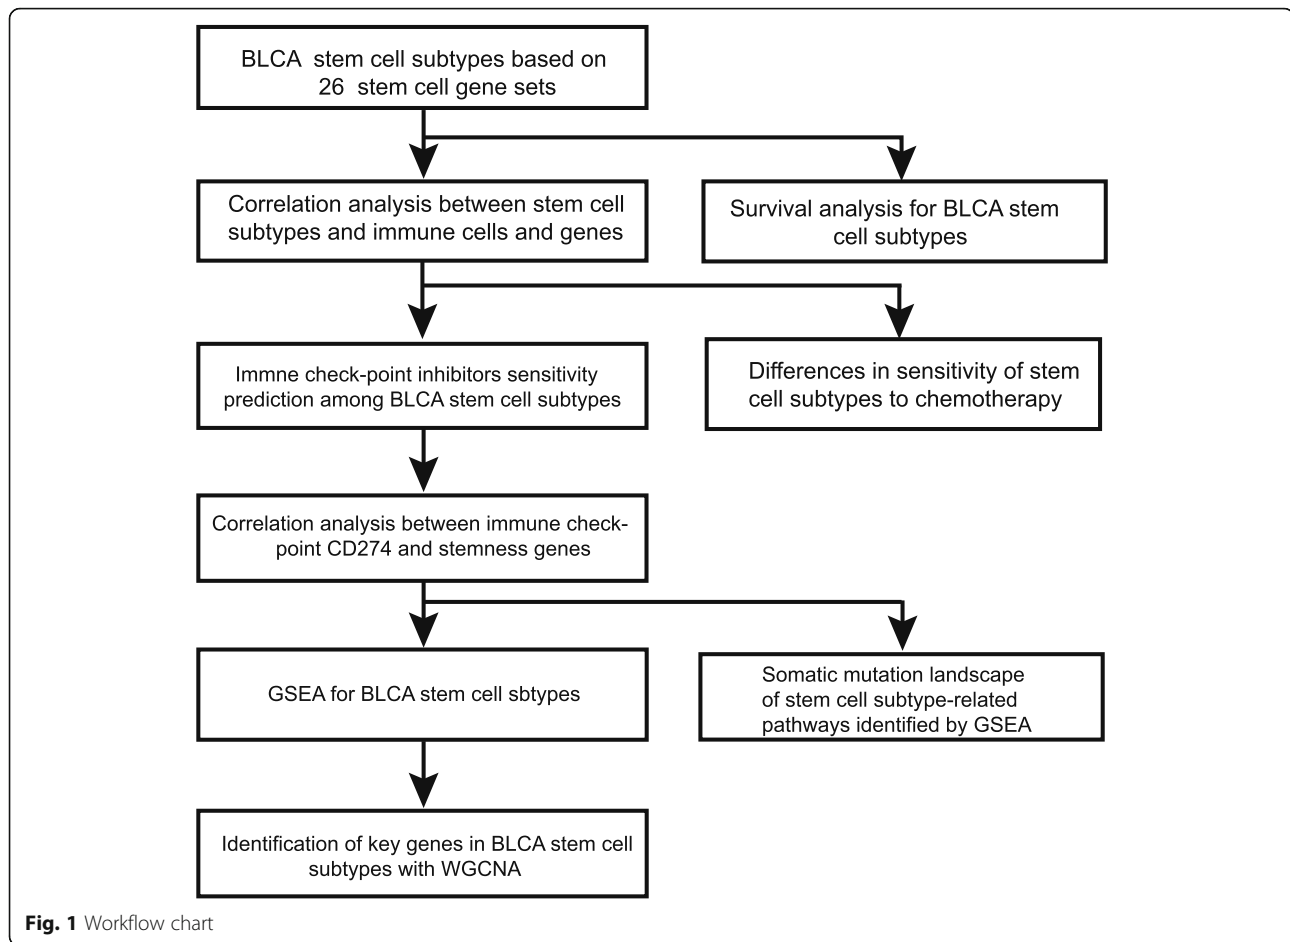 BLCA stem cell subtypes based on
26 stem cell gene sets
Correlation analysis between stem cell
subtypes and immune cells and genes
Survival analysis for BLCA stem
cell subtypes
Immne check-point inhibitors sensitivity
prediction among BLCA stem cell subtypes
Differences in sensitivity of stem
cell subtypes to chemotherapy
Correlation analysis between immune check-
point CD274 and stemness genes
GSEA for BLCA stem cell sbtypes
Somatic mutation landscape
of stem cell subtype-related
pathways identified by GSEA
Identification of key genes in BLCA stem cell
subtypes with WGCNA
Fig. 1 Workflow chart